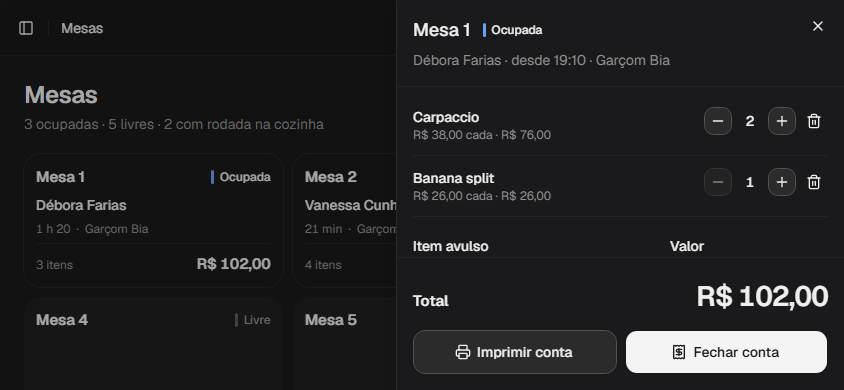 Mesas
Mesas
3 ocupadas · 5 livres · 2 com rodada na cozinha
Mesa 1
Ocupada
Débora Farias
1 h 20 · Garçom Bia
3 itens
R$ 102,00
Mesa 2
Vanessa Cunh
21 min · Garçom
4 itens
Mesa 4
Livre
Mesa 5
Mesa 1
Ocupada
Débora Farias · desde 19:10 · Garçom Bia
Carpaccio
R$ 38,00 cada · R$ 76,00
2
Banana split
R$ 26,00 cada · R$ 26,00
1
Item avulso
Valor
Total
R$ 102,00
Imprimir conta
Fechar conta